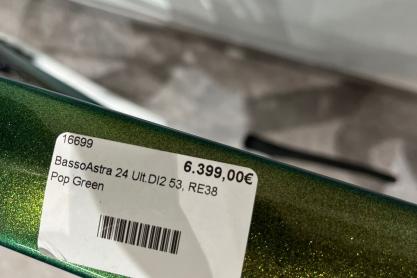 16699
6.399,00€
BassoAstra 24 Ult.DI2 53, RE38
Pop Green